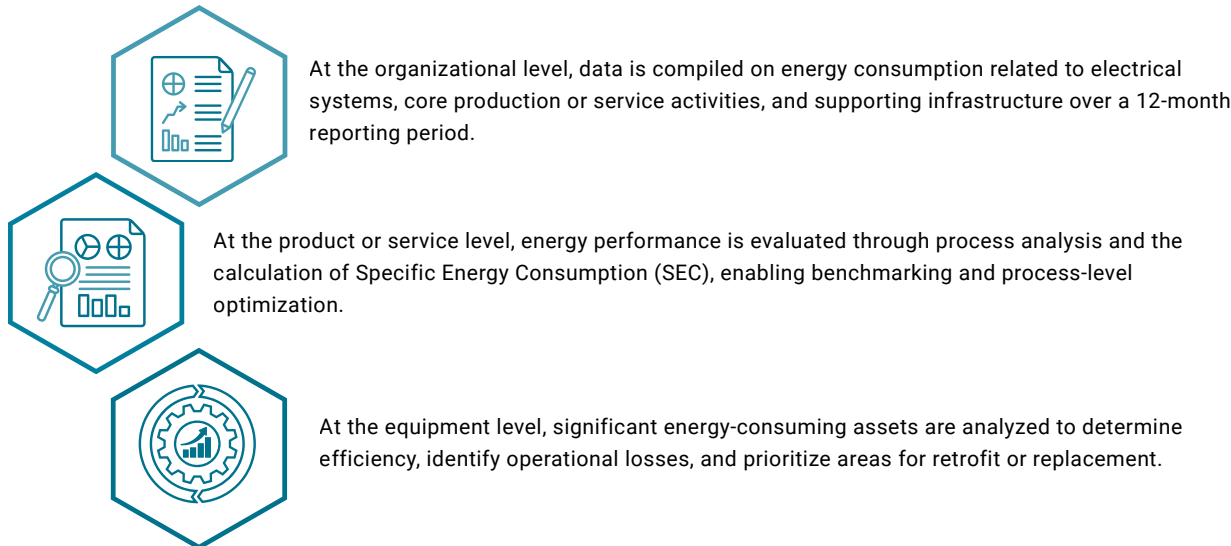 At the organizational level, data is compiled on energy consumption related to electrical
systems, core production or service activities, and supporting infrastructure over a 12-month
reporting period.
At the product or service level, energy performance is evaluated through process analysis and the
calculation of Specific Energy Consumption (SEC), enabling benchmarking and process-level
optimization.
At the equipment level, significant energy-consuming assets are analyzed to determine
efficiency, identify operational losses, and prioritize areas for retrofit or replacement.